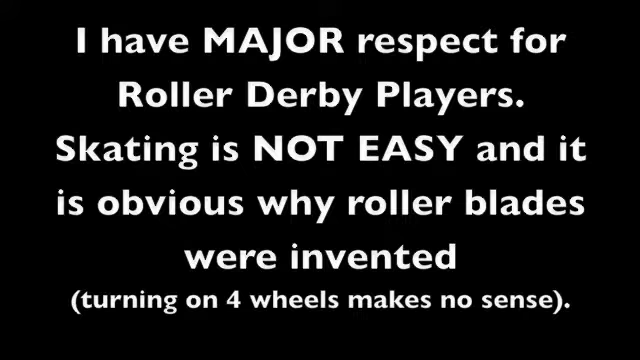 I have MAJOR respect for
Roller Derby Players.
Skating is NOT EASY and it
is obvious why roller blades
were invented
(turning on 4 wheels makes no sense).